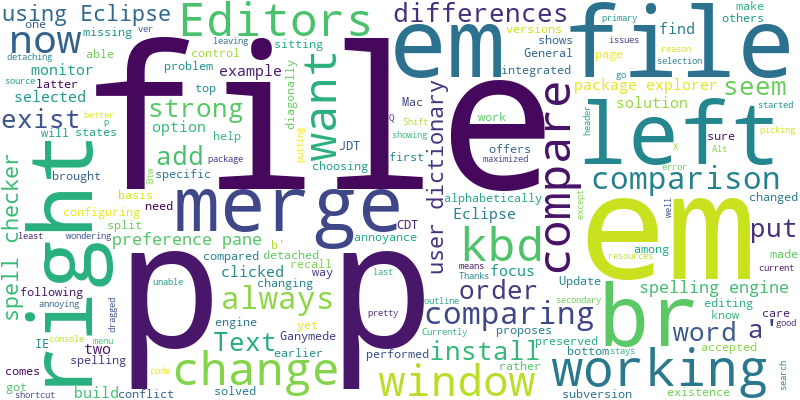 using Eclipse
Editors
differences
versions
primary
make
others
one
missing
ver
now
leaving
sitting
shows
issues
find
reason
detaching
able
control
em
file
General
page
selection
monitor
problem
example
integrated
go
source
latter
top
diagonally
want
package explorer
selected
strong
Mac
solution
seem
exist
will
states
option
help
JDT
Q
Shift
work
header
started
better
p
package
putting
showing
offers
maximized
X
sure
Alt
picking
brought
specific
first
left
add
choosing
error
file
spell checker
right
basis
Btw
need
merge
user dictionary
alphabetically
compare
comparison
except
well
changed
configuring
split
CDT
Eclipse
em
among
put
least
wondering
preference pane
b'
detached
annoyance
kbd
focus
resources
made
compared
recall
way
last
means
Thanks
Update
spelling engine
current
following
annoying
dragged
clicked
changing
outline
order
secondary
editing
know
care
unable
always
yet
pretty
Currently
comparing
br
word
a
'good
IE
console
menu
engine
Ganymede
proposes
preserved
accepted
two
spelling
Text
earlier
performed
install
rather
bottom
stays
comes
code
change
p
p
window
working
search
got
shortcut
build
conflict
solved
subversion
existence
necessary